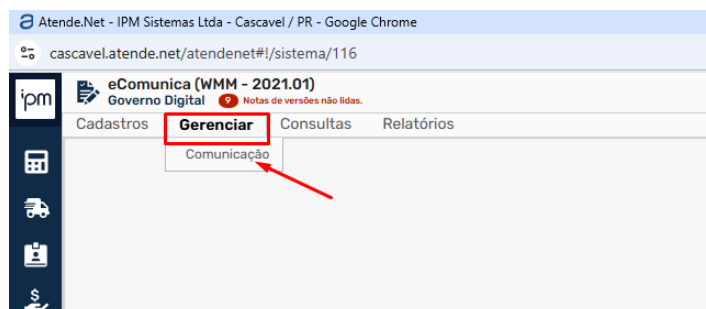 Atende.Net - IPM Sistemas Ltda - Cascavel / PR - Google Chrome
cascavel.atende.net/atendenet#!/sistema/116
ipm
eComunica (WMM - 2021.01)
Governo Digital 9 Notas de versões não lidas.
Cadastros Gerenciar Consultas Relatórios
Comunicação